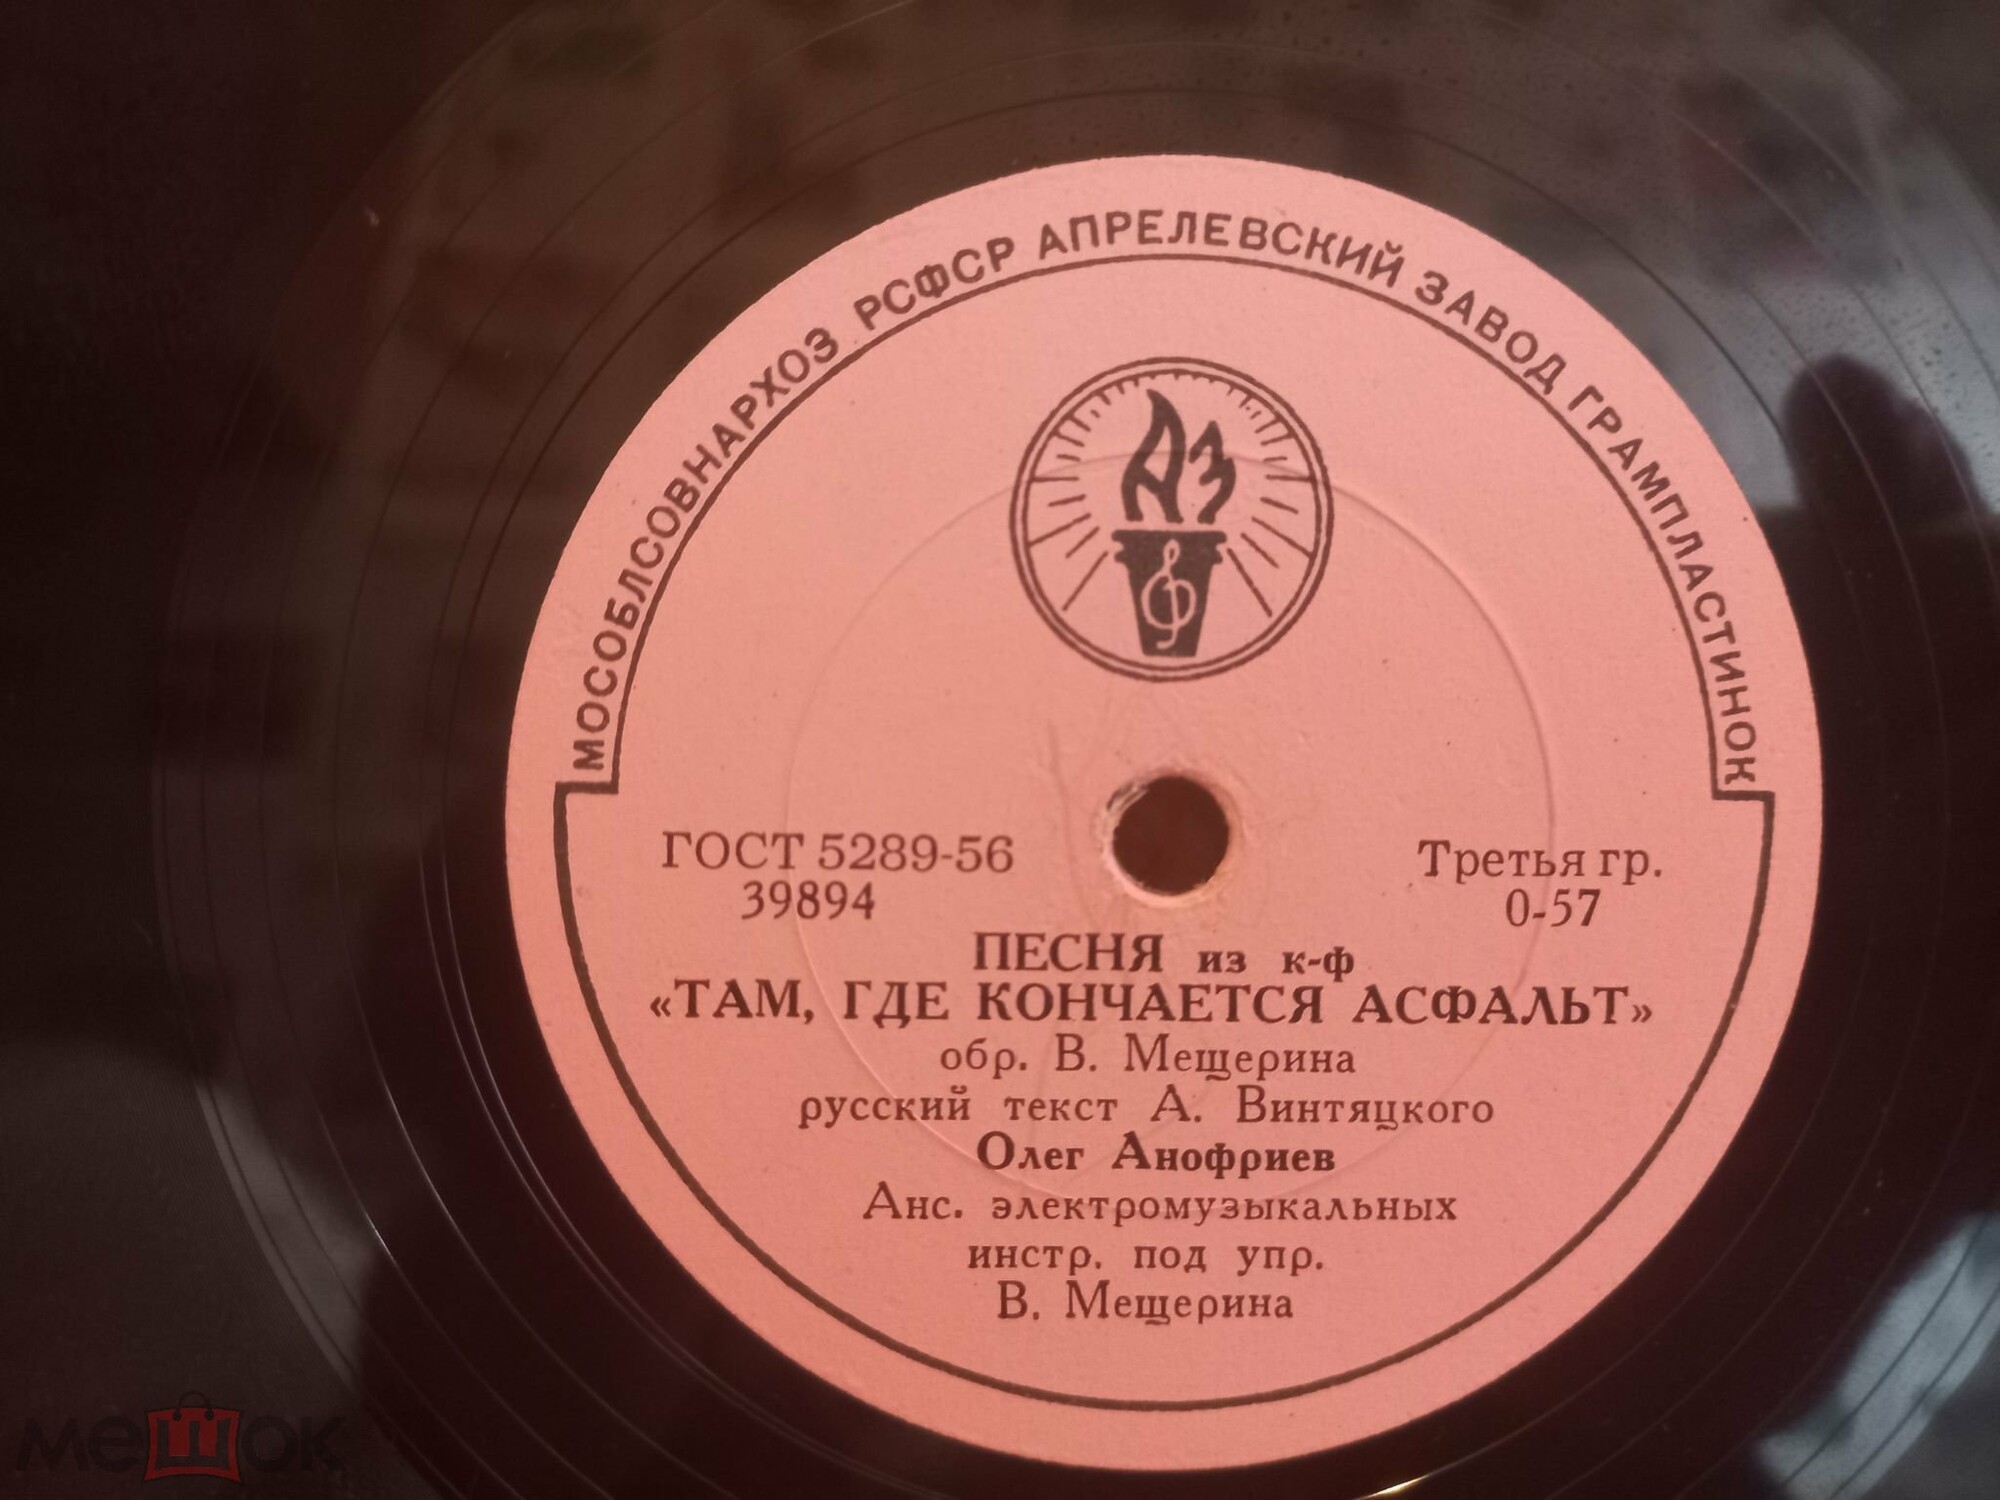 МОСОБЛСОВНАРХОЗ РСФСР АПРЕЛЕВСКИЙ ЗАВОД ГРАМПЛАСТИНОК
АЗ
ГОСТ 5289-56
39894
Третья гр.
0-57
ПЕСНЯ из к-ф
«ТАМ, ГДЕ КОНЧАЕТСЯ АСФАЛЬТ»
обр. В. Мещерина
русский текст А. Винтяцкого
Олег Анофриев
Анс. электромузыкальных
инстр. под упр.
В. Мещерина
мешок